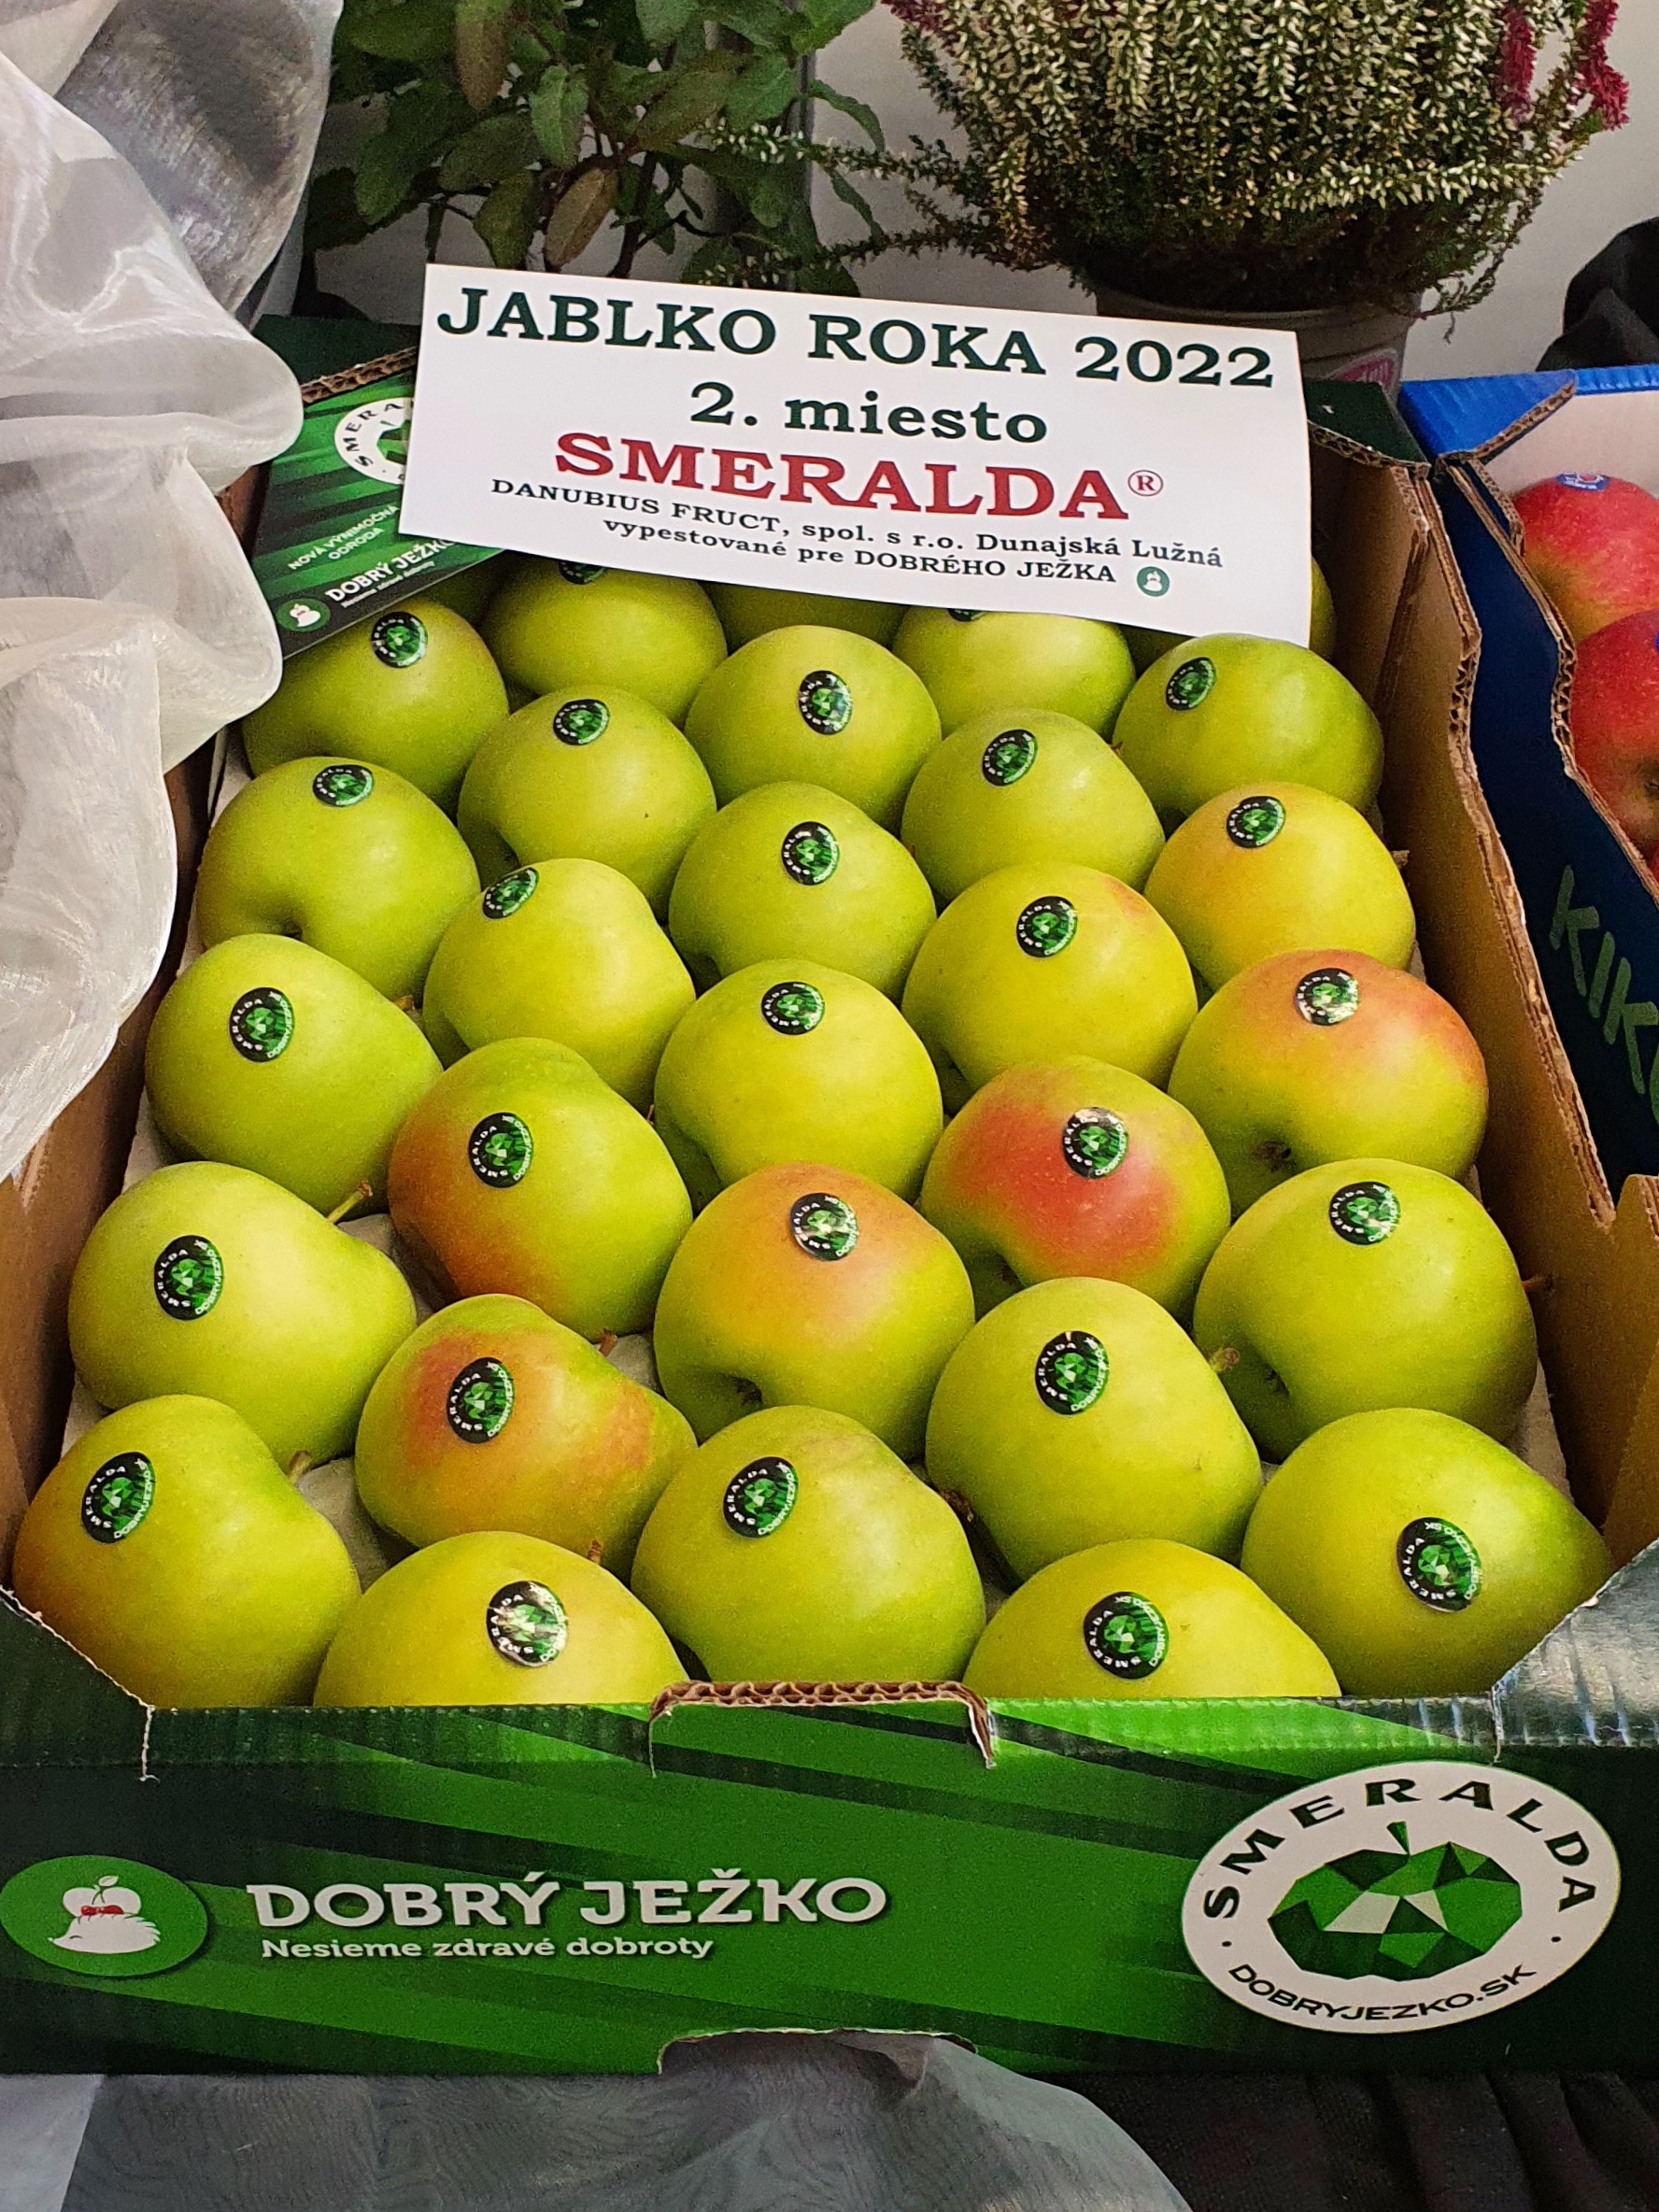 JABLKO ROKA 2022
2. miesto
SMERALDA®
DANUBIUS FRUCT, spol. s r.o. Dunajská Lužná
vypestované pre DOBRÉHO JEŽKA
NOVÁ VÝNIMOČNÁ
ODRODA
DOBRÝ JEŽKO
DOBRÝ JEŽKO
Nesieme zdravé dobroty
SMERALDA
DOBRYJEZKO.SK